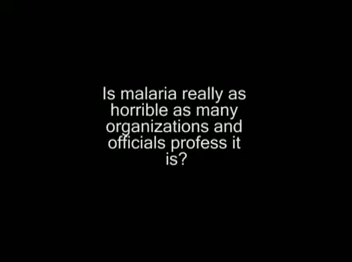 Is malaria really as
horrible as many
organizations and
officials profess it
is?